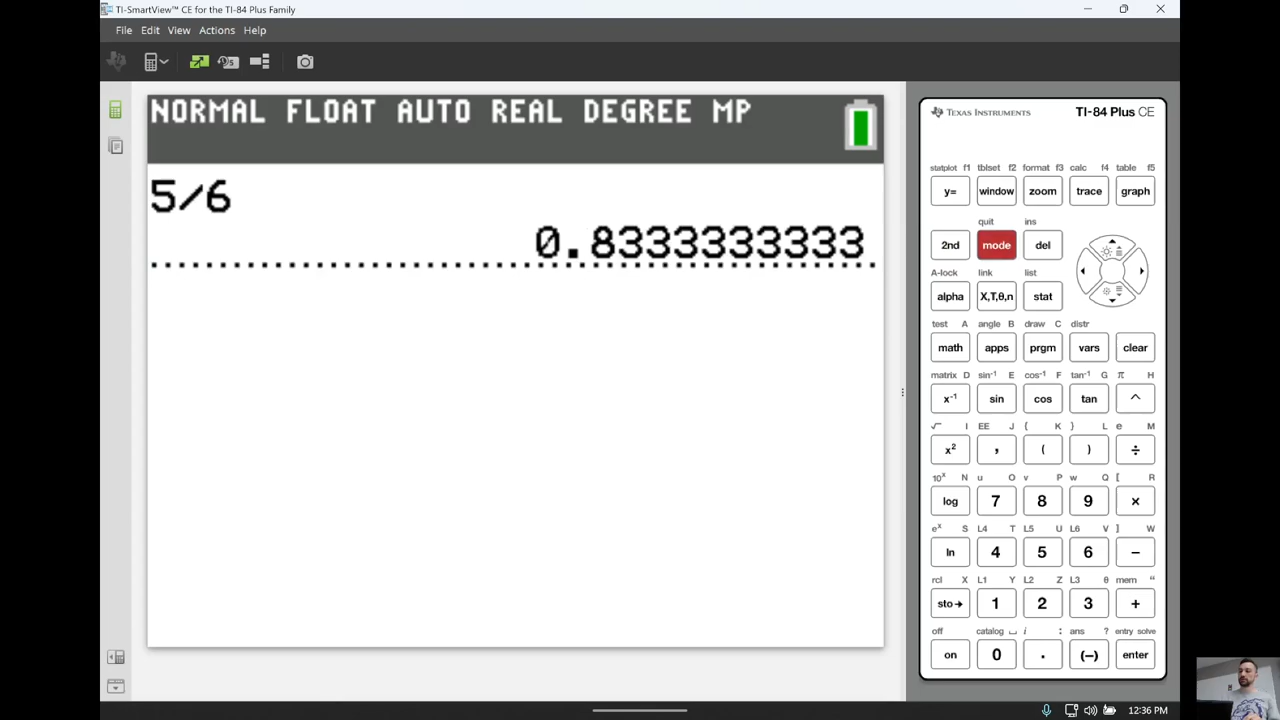 TI-SmartView™ CE for the TI-84 Plus Family
File Edit View Actions Help
NORMAL FLOAT AUTO REAL DEGREE MP
5/6
0.8333333333
TEXAS INSTRUMENTS TI-84 Plus CE
statplot f1 tblset f2 format f3 calc f4 table f5
y= window zoom trace graph
quit ins
2nd mode del
A-lock link list
alpha X,T,θ,n stat
test A angle B draw C distr
math apps prgm vars clear
matrix D sin⁻¹ E cos⁻¹ F tan⁻¹ G π H
x⁻¹ sin cos tan ^
√ I EE J { K } L e M
x² , ( ) ÷
10ˣ N u O v P w Q [ R
log 7 8 9 ×
eˣ S L4 T L5 U L6 V ] W
ln 4 5 6 −
rcl X L1 Y L2 Z L3 θ mem “
sto→ 1 2 3 +
off catalog ⎵ i : ans ? entry solve
on 0 . (−) enter
12:36 PM